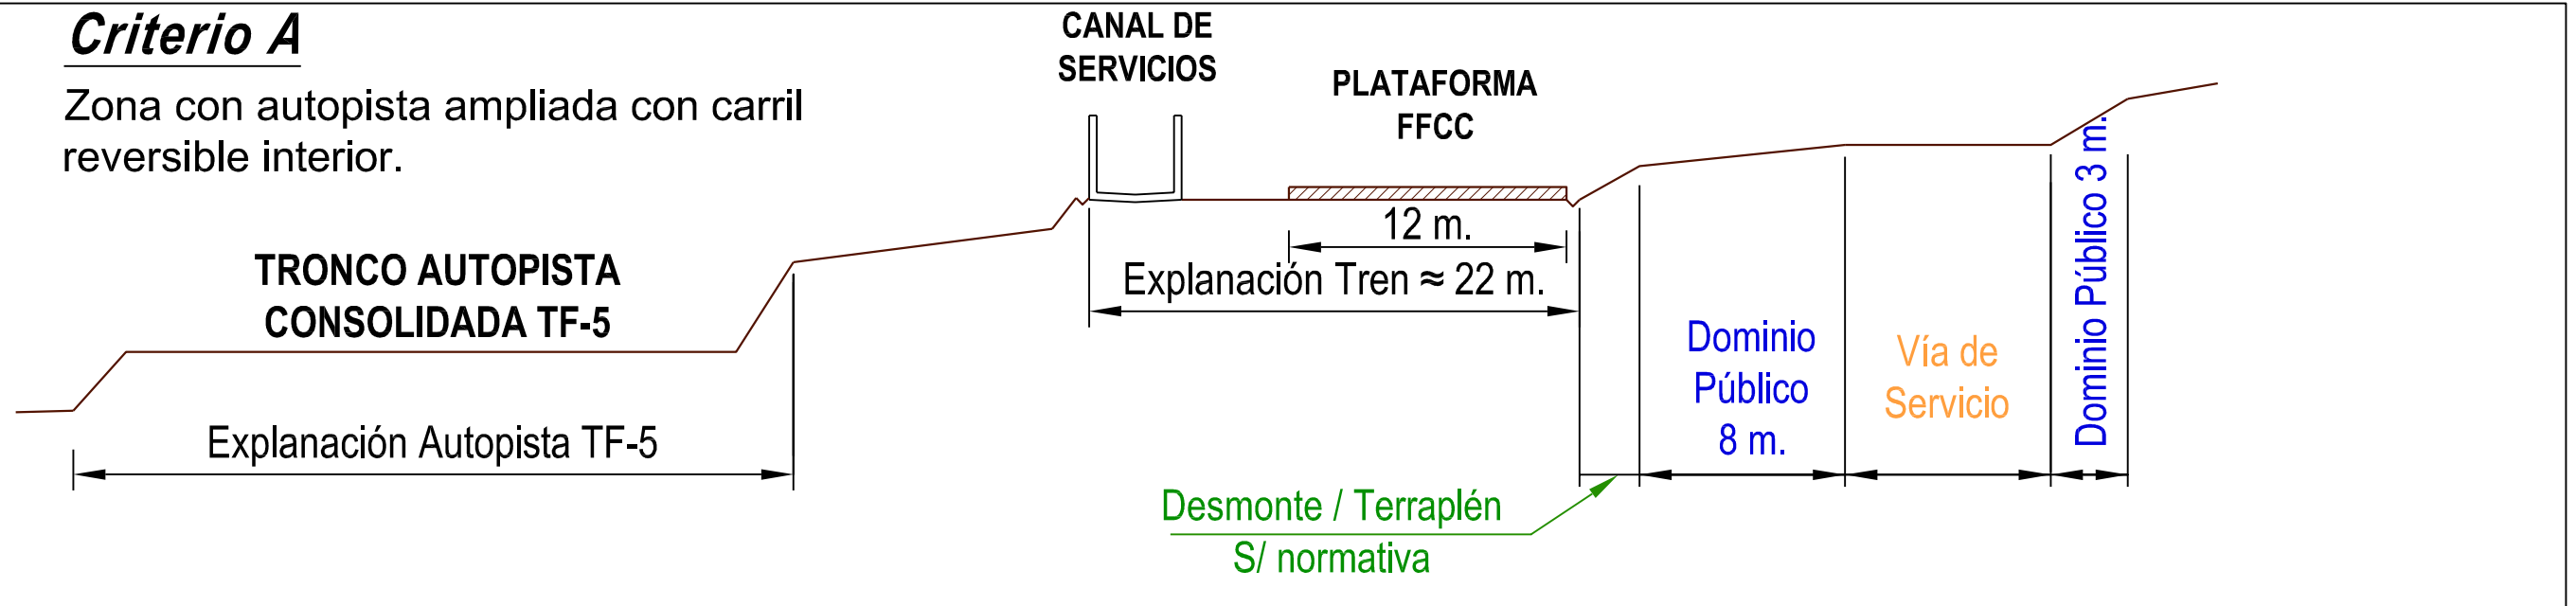 Criterio A
Zona con autopista ampliada con carril
reversible interior.
CANAL DE
SERVICIOS
PLATAFORMA
FFCC
12 m.
Explanación Tren ≈ 22 m.
TRONCO AUTOPISTA
CONSOLIDADA TF-5
Explanación Autopista TF-5
Dominio
Público
8 m.
Vía de
Servicio
Dominio Público 3 m.
Desmonte / Terraplén
S/ normativa